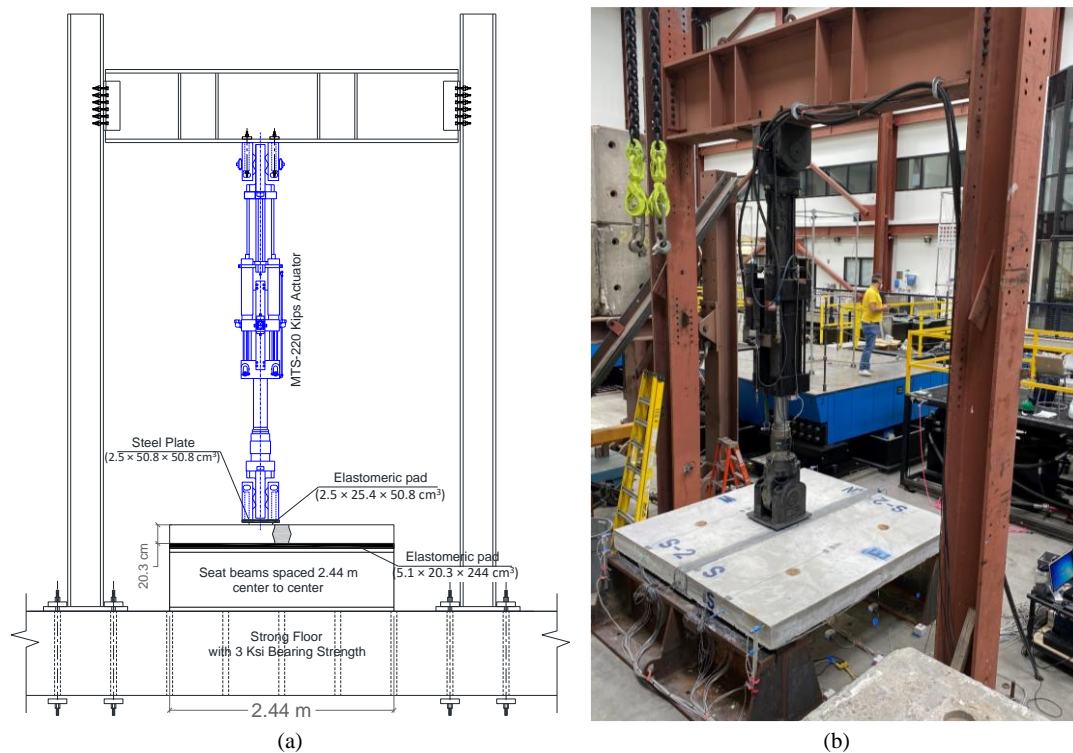 MTS-220 Kips Actuator
Steel Plate
(2.5 × 50.8 × 50.8 cm³)
Elastomeric pad
(2.5 × 25.4 × 50.8 cm³)
20.3 cm
Elastomeric pad
(5.1 × 20.3 × 244 cm³)
Seat beams spaced 2.44 m
center to center
Strong Floor
with 3 Ksi Bearing Strength
2.44 m
(a)
N
S-2
S-2
S
E
(b)